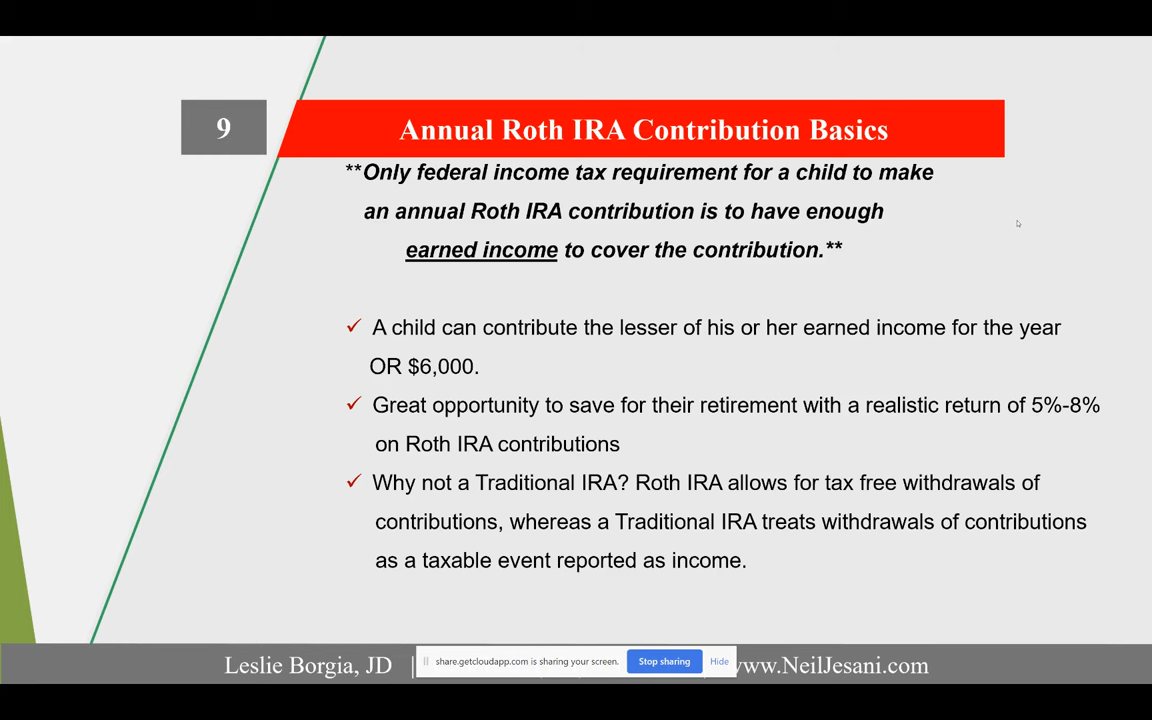 9
Annual Roth IRA Contribution Basics
**Only federal income tax requirement for a child to make
an annual Roth IRA contribution is to have enough
earned income to cover the contribution.**
✓ A child can contribute the lesser of his or her earned income for the year
OR $6,000.
✓ Great opportunity to save for their retirement with a realistic return of 5%-8%
on Roth IRA contributions
✓ Why not a Traditional IRA? Roth IRA allows for tax free withdrawals of
contributions, whereas a Traditional IRA treats withdrawals of contributions
as a taxable event reported as income.
Leslie Borgia, JD | www.NeilJesani.com
share.getcloudapp.com is sharing your screen. Stop sharing Hide